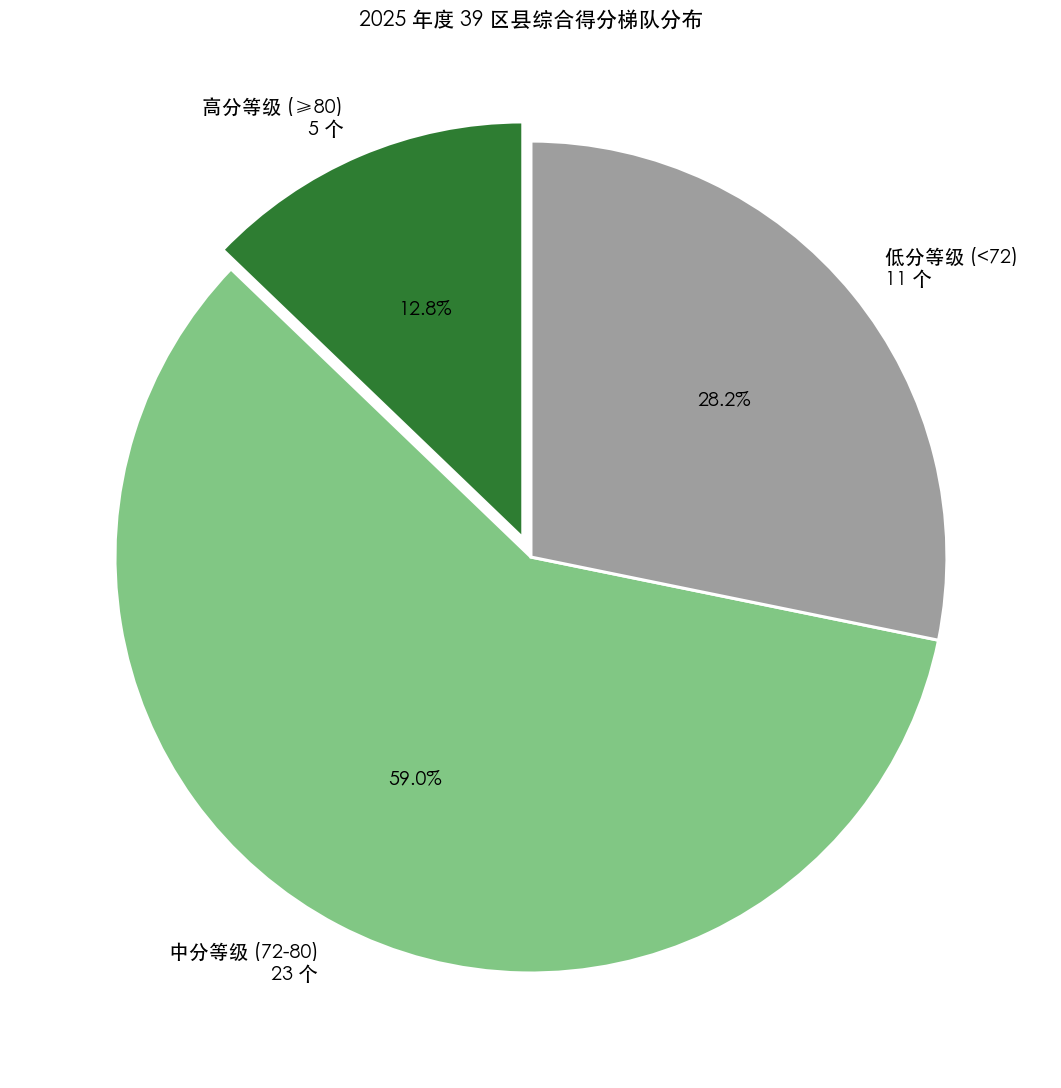 2025 年度 39 区县综合得分梯队分布
高分等级 (≥80)
5 个
低分等级 (<72)
11 个
12.8%
28.2%
59.0%
中分等级 (72-80)
23 个